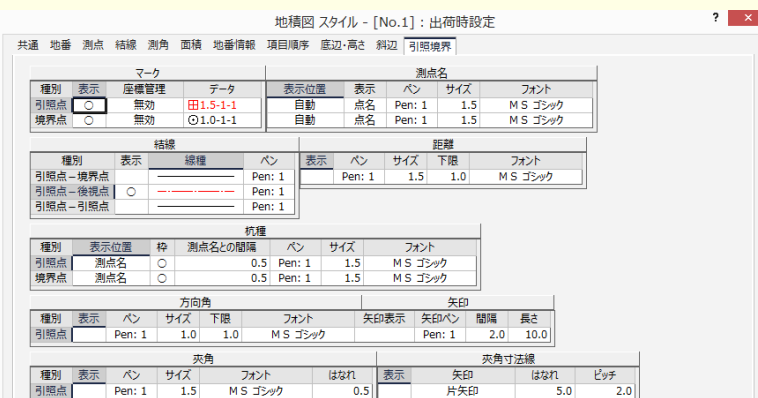 地積図 スタイル - [No.1] : 出荷時設定 ? ×
共通 地番 測点 結線 測角 面積 地番情報 項目順序 底辺・高さ 斜辺 引照境界
マーク 測点名
種別 表示 座標管理 データ 表示位置 表示 ペン サイズ フォント
引照点 ○ 無効 1.5-1-1 自動 点名 Pen: 1 1.5 ＭＳ ゴシック
境界点 ○ 無効 1.0-1-1 自動 点名 Pen: 1 1.5 ＭＳ ゴシック
結線 距離
種別 表示 線種 ペン 表示 ペン サイズ 下限 フォント
引照点－境界点 Pen: 1 Pen: 1 1.5 1.0 ＭＳ ゴシック
引照点－後視点 ○ Pen: 1
引照点－引照点 Pen: 1
杭種
種別 表示位置 枠 測点名との間隔 ペン サイズ フォント
引照点 測点名 ○ 0.5 Pen: 1 1.5 ＭＳ ゴシック
境界点 測点名 ○ 0.5 Pen: 1 1.5 ＭＳ ゴシック
方向角 矢印
種別 表示 ペン サイズ 下限 フォント 矢印表示 矢印ペン 間隔 長さ
引照点 Pen: 1 1.0 1.0 ＭＳ ゴシック Pen: 1 2.0 10.0
夾角 夾角寸法線
種別 表示 ペン サイズ フォント はなれ 表示 矢印 はなれ ピッチ
引照点 Pen: 1 1.5 ＭＳ ゴシック 0.5 片矢印 5.0 2.0